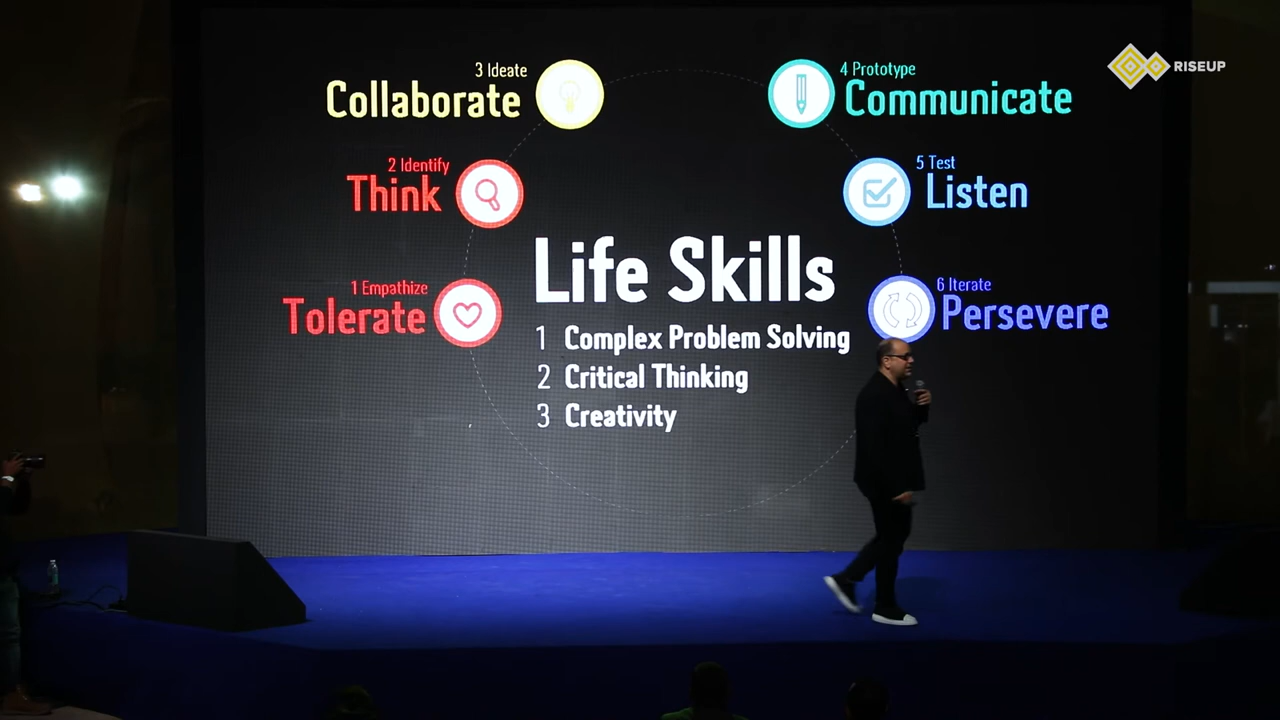 RISEUP
3 Ideate
Collaborate
4 Prototype
Communicate
2 Identify
Think
5 Test
Listen
1 Empathize
Tolerate
6 Iterate
Persevere
Life Skills
1 Complex Problem Solving
2 Critical Thinking
3 Creativity